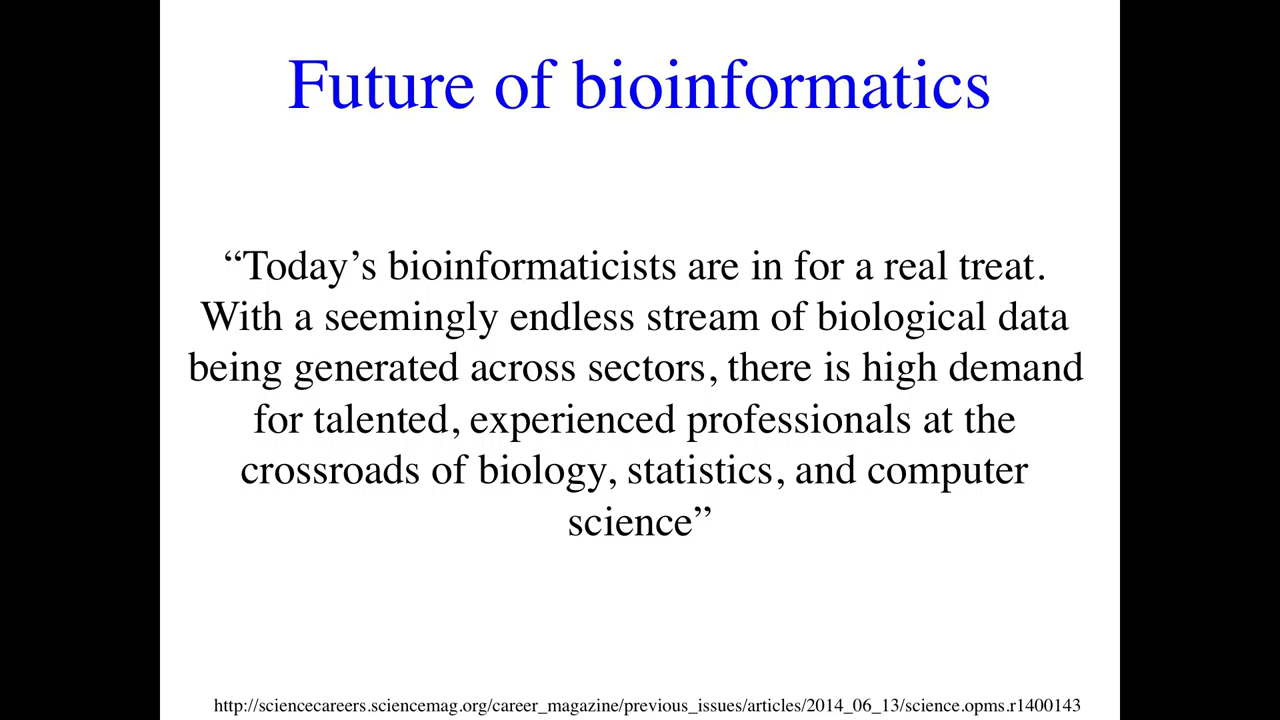 Future of bioinformatics
“Today’s bioinformaticists are in for a real treat.
With a seemingly endless stream of biological data
being generated across sectors, there is high demand
for talented, experienced professionals at the
crossroads of biology, statistics, and computer
science”
http://sciencecareers.sciencemag.org/career_magazine/previous_issues/articles/2014_06_13/science.opms.r1400143